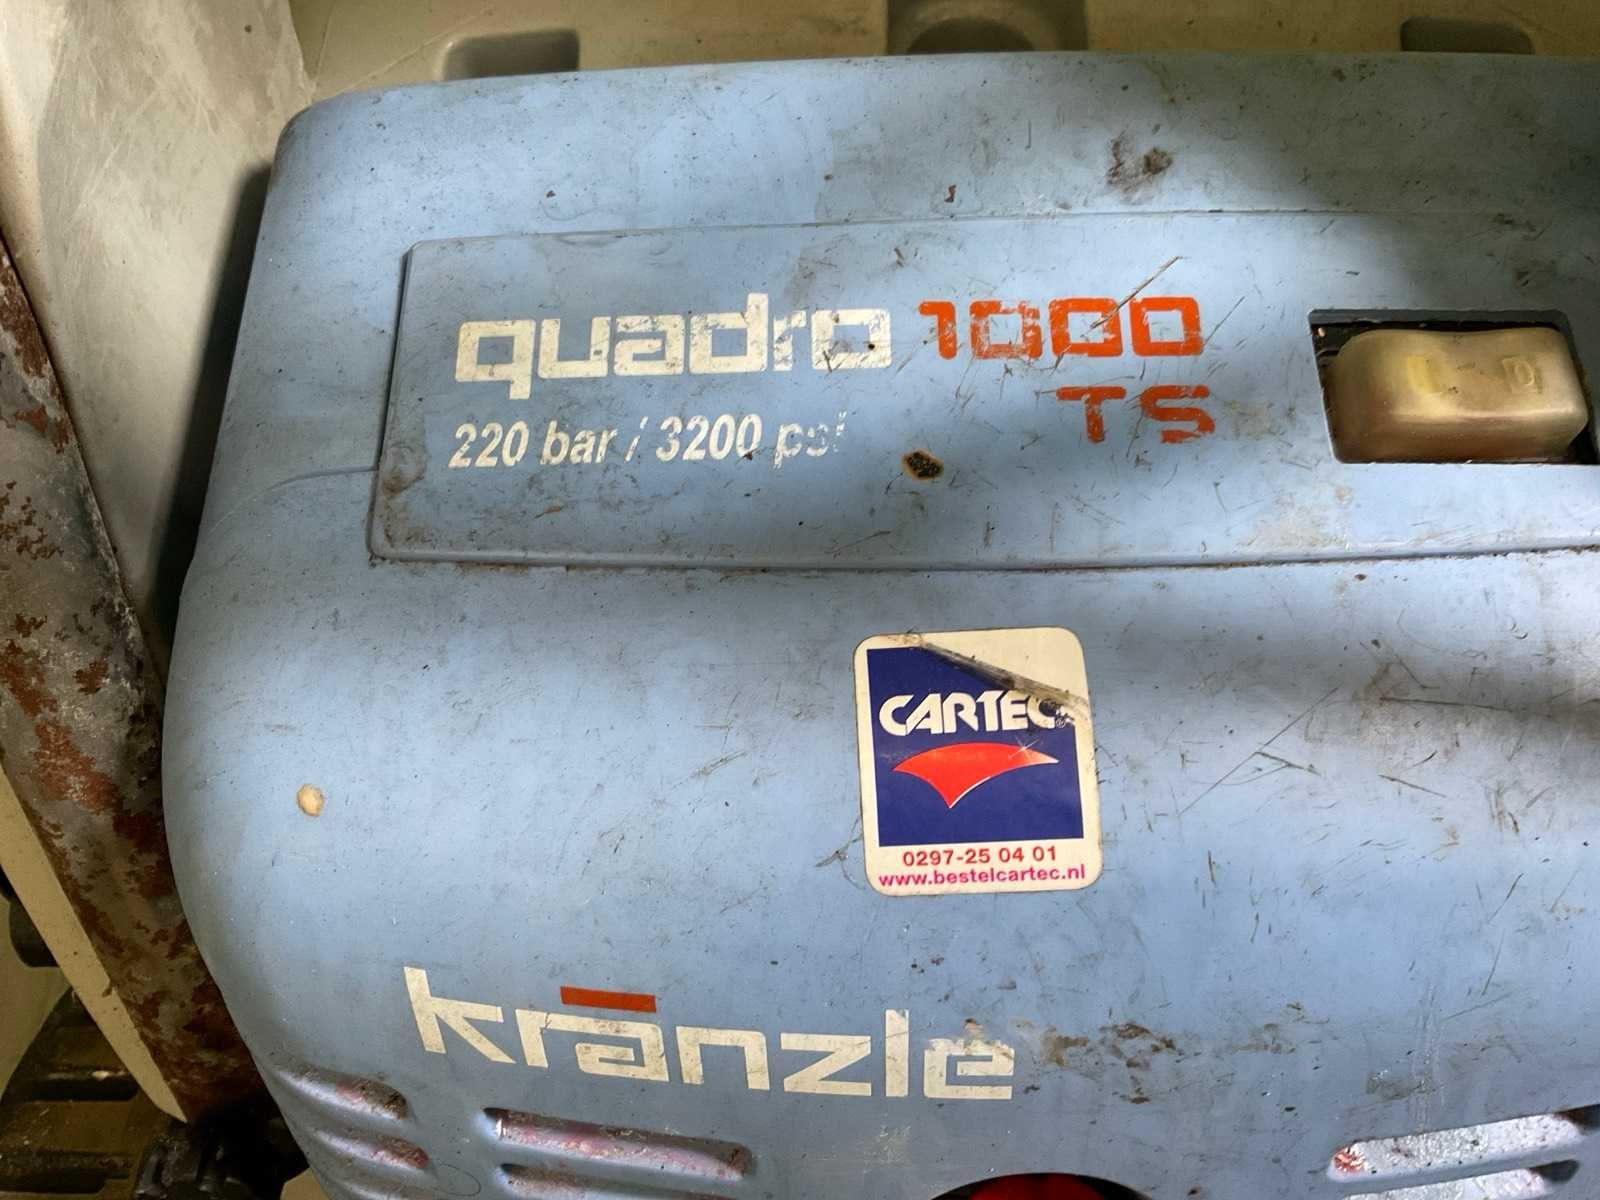 quadro 1000
TS
220 bar / 3200 psi
CARTEC®
0297-25 04 01
www.bestelcartec.nl
kränzle